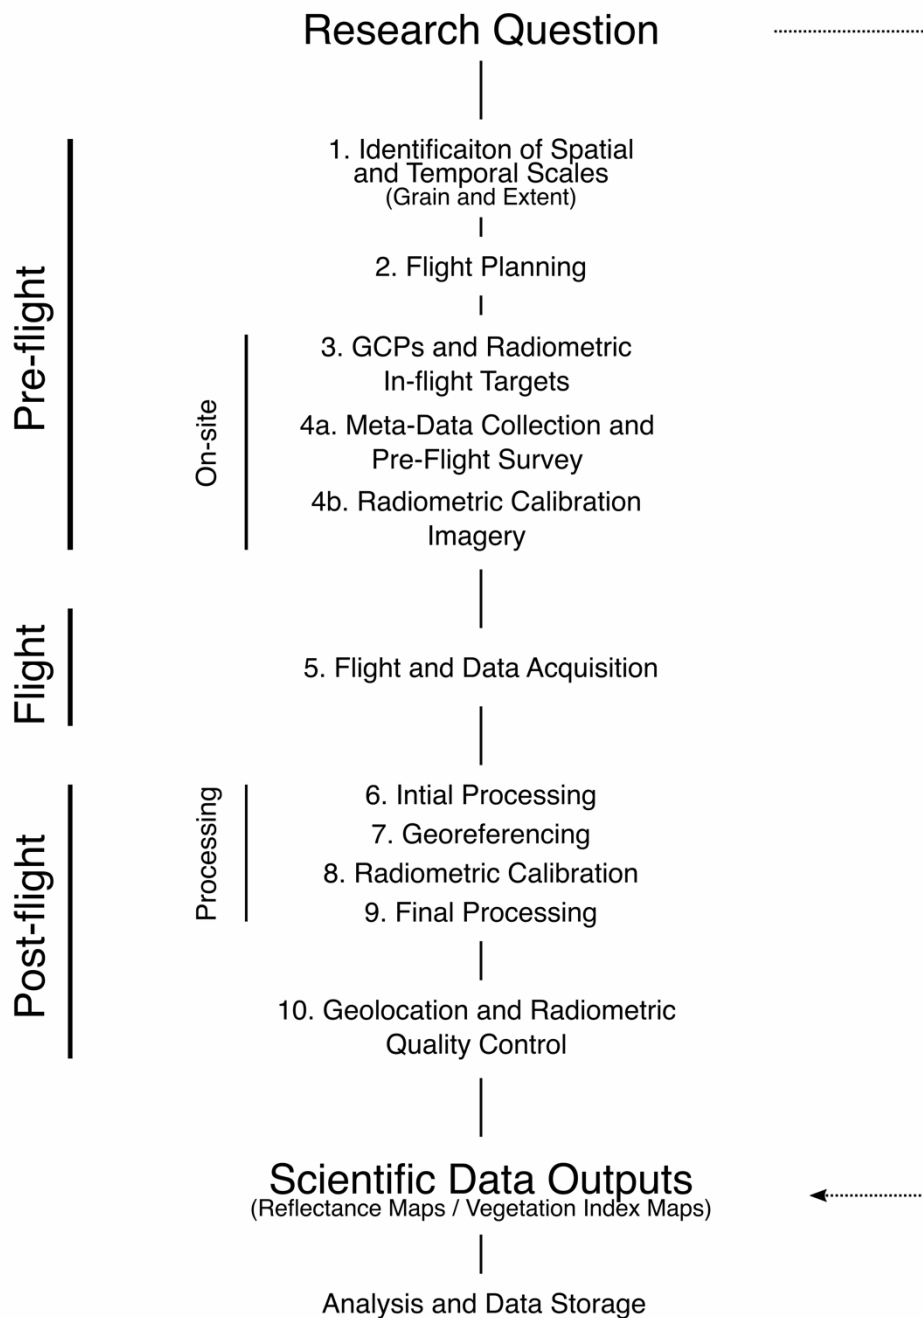 Research Question
Pre-flight
1. Identificaiton of Spatial
and Temporal Scales
(Grain and Extent)
2. Flight Planning
On-site
3. GCPs and Radiometric
In-flight Targets
4a. Meta-Data Collection and
Pre-Flight Survey
4b. Radiometric Calibration
Imagery
Flight
5. Flight and Data Acquisition
Post-flight
Processing
6. Intial Processing
7. Georeferencing
8. Radiometric Calibration
9. Final Processing
10. Geolocation and Radiometric
Quality Control
Scientific Data Outputs
(Reflectance Maps / Vegetation Index Maps)
Analysis and Data Storage